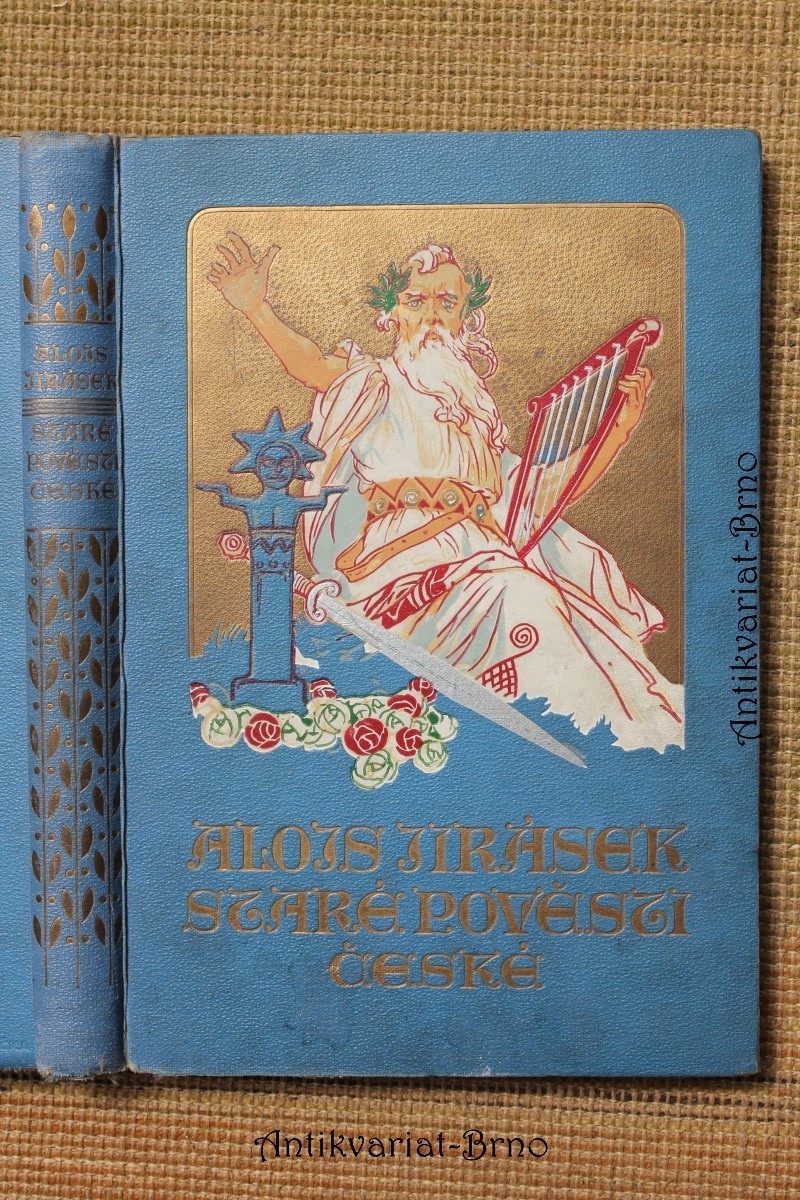 ALOIS
JIRÁSEK
STARÉ
POVĚSTI
ČESKÉ
ALOIS JIRÁSEK
STARÉ POVĚSTI
ČESKÉ
Antikvariat-Brno
Antikvariat-Brno